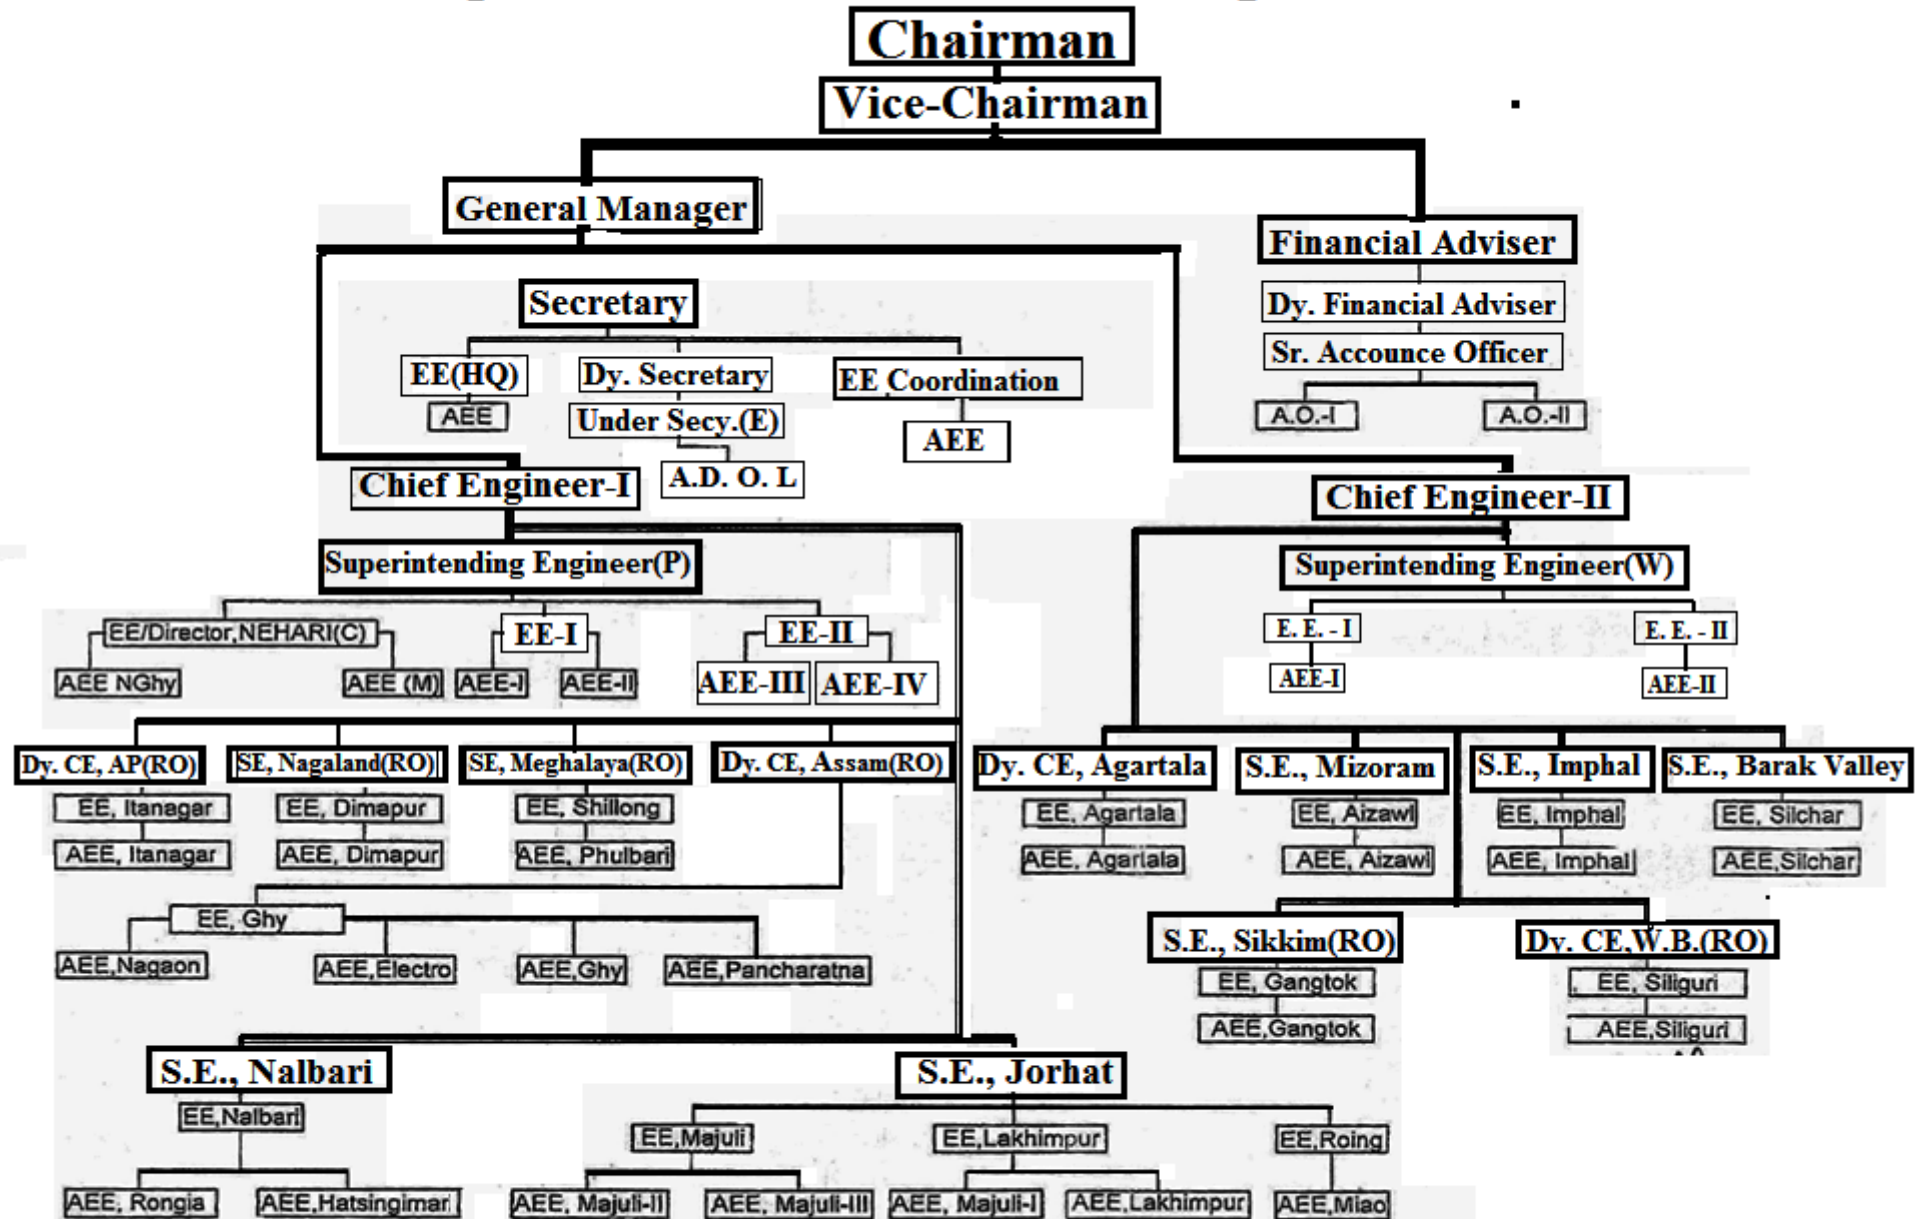 Chairman
Vice-Chairman
General Manager
Financial Adviser
Secretary
Dy. Financial Adviser
Sr. Accounce Officer
EE(HQ)
Dy. Secretary
EE Coordination
AEE
Under Secy.(E)
AEE
A.O.-I
A.O.-II
A.D. O. L
Chief Engineer-I
Chief Engineer-II
Superintending Engineer(P)
Superintending Engineer(W)
EE/Director,NEHARI(C)
EE-I
EE-II
E. E. - I
E. E. - II
AEE NGhy
AEE (M)
AEE-I
AEE-II
AEE-III
AEE-IV
AEE-I
AEE-II
Dy. CE, AP(RO)
SE, Nagaland(RO)
SE, Meghalaya(RO)
Dy. CE, Assam(RO)
Dy. CE, Agartala
S.E., Mizoram
S.E., Imphal
S.E., Barak Valley
EE, Itanagar
EE, Dimapur
EE, Shillong
EE, Agartala
EE, Aizawl
EE, Imphal
EE, Silchar
AEE, Itanagar
AEE, Dimapur
AEE, Phulbari
AEE, Agartala
AEE, Aizawl
AEE, Imphal
AEE,Silchar
EE, Ghy
S.E., Sikkim(RO)
Dy. CE,W.B.(RO)
AEE,Nagaon
AEE,Electro
AEE,Ghy
AEE,Pancharatna
EE, Gangtok
EE, Siliguri
AEE,Gangtok
AEE,Siliguri
S.E., Nalbari
S.E., Jorhat
EE,Nalbari
EE,Majuli
EE,Lakhimpur
EE,Roing
AEE, Rongia
AEE,Hatsingimari
AEE, Majuli-II
AEE, Majuli-III
AEE, Majuli-I
AEE,Lakhimpur
AEE,Miao